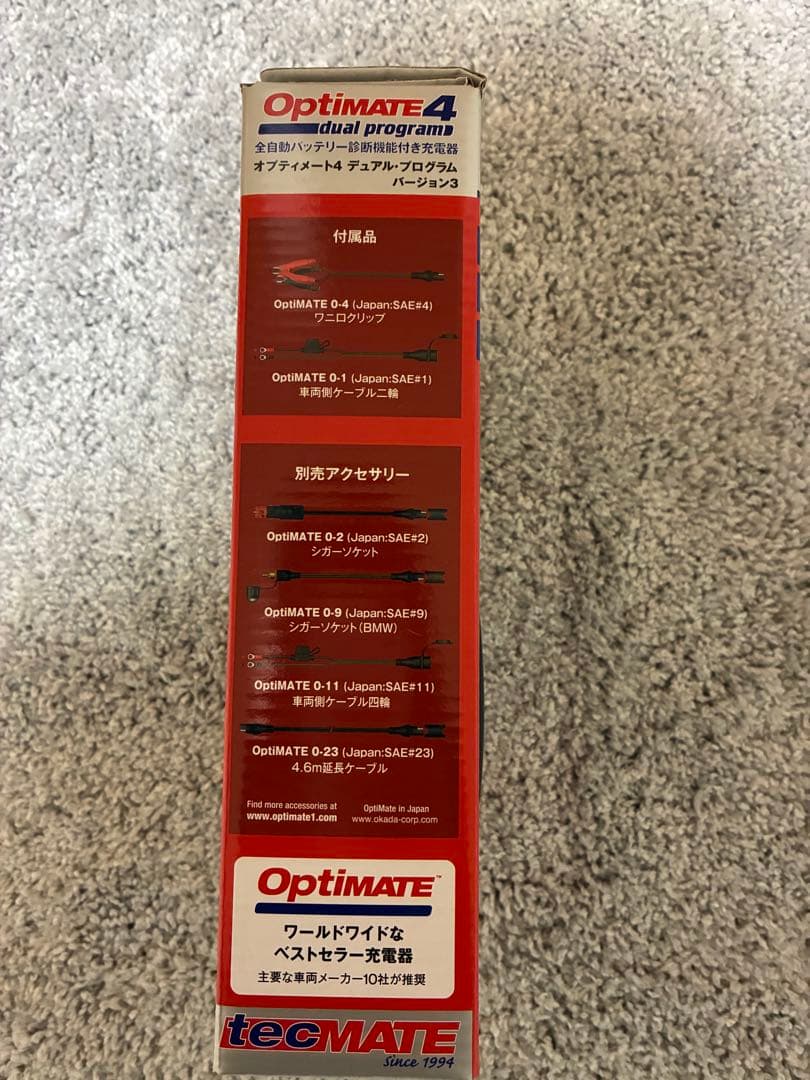 OptiMATE4
dual program
全自動バッテリー診断機能付き充電器
オプティメート4 デュアル・プログラム
バージョン3
付属品
OptiMATE O-4 (Japan:SAE#4)
ワニ口クリップ
OptiMATE O-1 (Japan:SAE#1)
車両側ケーブル二輪
別売アクセサリー
OptiMATE O-2 (Japan:SAE#2)
シガーソケット
OptiMATE O-9 (Japan:SAE#9)
シガーソケット(BMW)
OptiMATE O-11 (Japan:SAE#11)
車両側ケーブル四輪
OptiMATE O-23 (Japan:SAE#23)
4.6m延長ケーブル
Find more accessories at
www.optimate1.com
OptiMate in Japan
www.okada-corp.com
OptiMATE™
ワールドワイドな
ベストセラー充電器
主要な車両メーカー10社が推奨
tecMATE
Since 1994